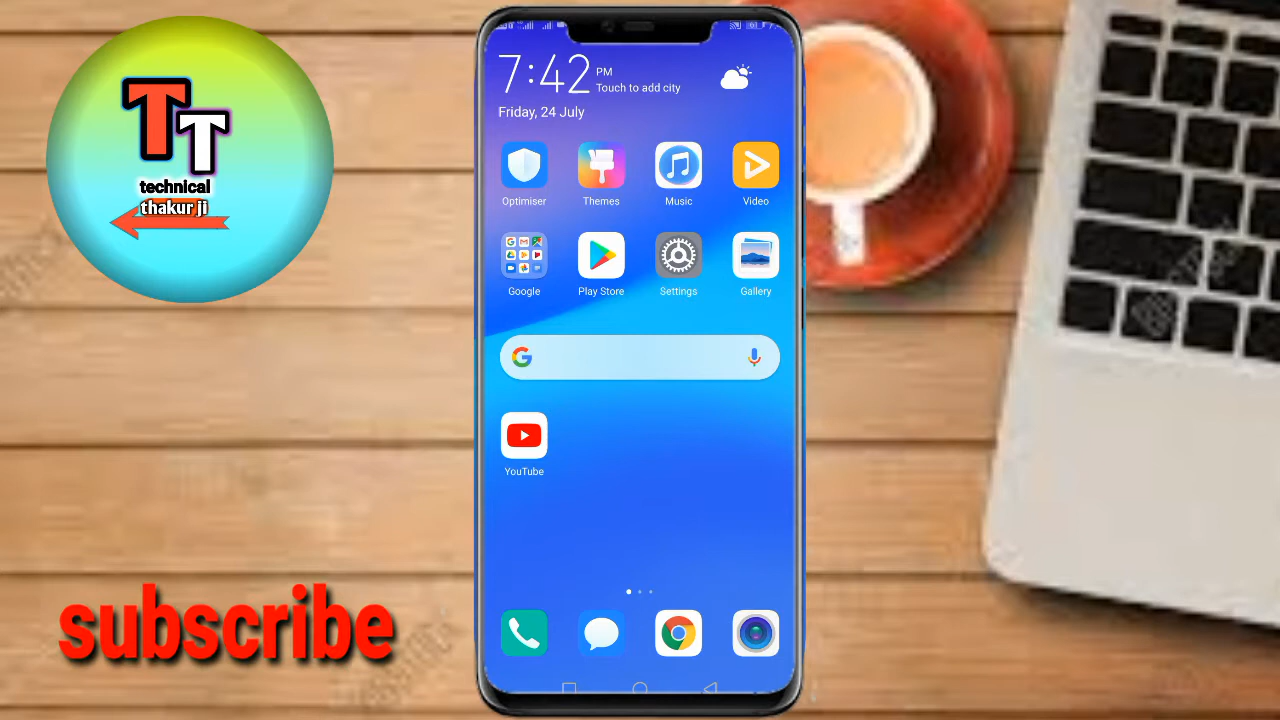 TT
technical
thakur ji
subscribe
7:42 PM
Touch to add city
Friday, 24 July
Optimiser
Themes
Music
Video
Google
Play Store
Settings
Gallery
YouTube